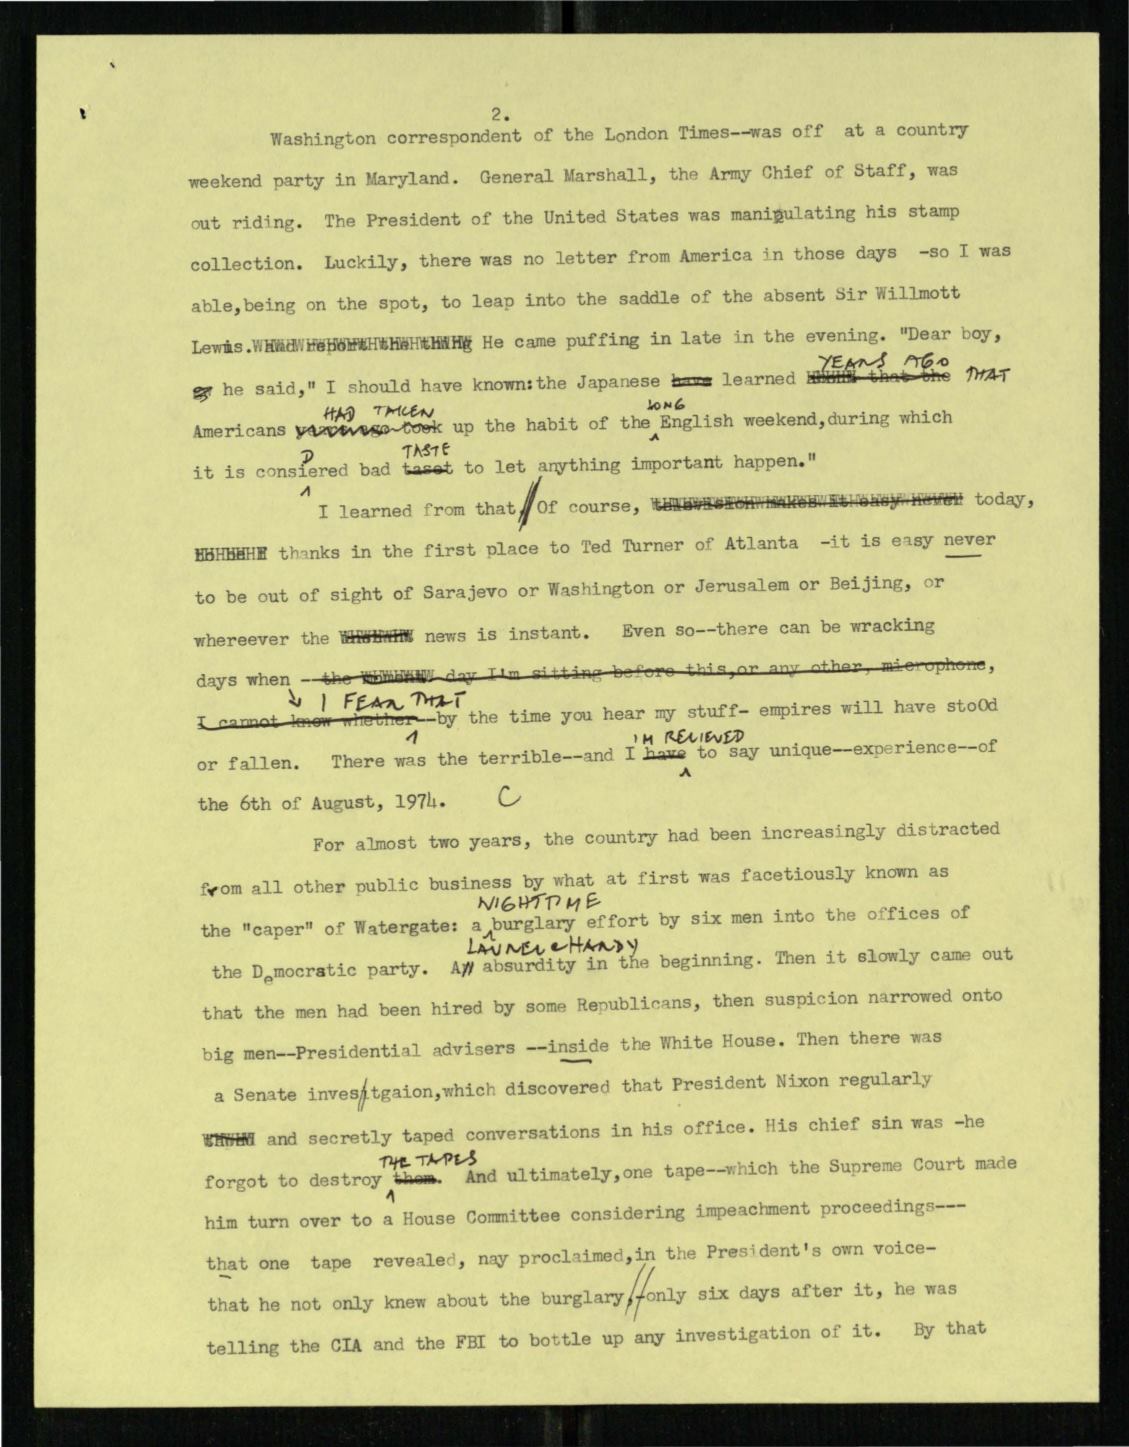 2.
Washington correspondent of the London Times--was off at a country
weekend party in Maryland. General Marshall, the Army Chief of Staff, was
out riding. The President of the United States was manipulating his stamp
collection. Luckily, there was no letter from America in those days -so I was
able,being on the spot, to leap into the saddle of the absent Sir Willmott
Lewis. He came puffing in late in the evening. "Dear boy,
YEARS AGO
he said," I should have known:the Japanese have learned that the THAT
HAD TAKEN LONG
Americans years ago took up the habit of the English weekend,during which
D TASTE
it is consiered bad taset to let anything important happen."
I learned from that//Of course, television makes it easy never today,
thanks in the first place to Ted Turner of Atlanta -it is easy never
to be out of sight of Sarajevo or Washington or Jerusalem or Beijing, or
whereever the news is instant. Even so--there can be wracking
days when --the day I'm sitting before this,or any other, microphone,
I FEAR THAT
I cannot know whether--by the time you hear my stuff- empires will have stoOd
I'M RELIEVED
or fallen. There was the terrible--and I have to say unique--experience--of
the 6th of August, 1974. C
For almost two years, the country had been increasingly distracted
from all other public business by what at first was facetiously known as
NIGHTTIME
the "caper" of Watergate: a burglary effort by six men into the offices of
LAUREL & HARDY
the Democratic party. A// absurdity in the beginning. Then it slowly came out
that the men had been hired by some Republicans, then suspicion narrowed onto
big men--Presidential advisers --inside the White House. Then there was
a Senate inves/tgaion,which discovered that President Nixon regularly
and secretly taped conversations in his office. His chief sin was -he
THE TAPES
forgot to destroy them. And ultimately,one tape--which the Supreme Court made
him turn over to a House Committee considering impeachment proceedings---
that one tape revealed, nay proclaimed,in the President's own voice-
that he not only knew about the burglary,//only six days after it, he was
telling the CIA and the FBI to bottle up any investigation of it. By that